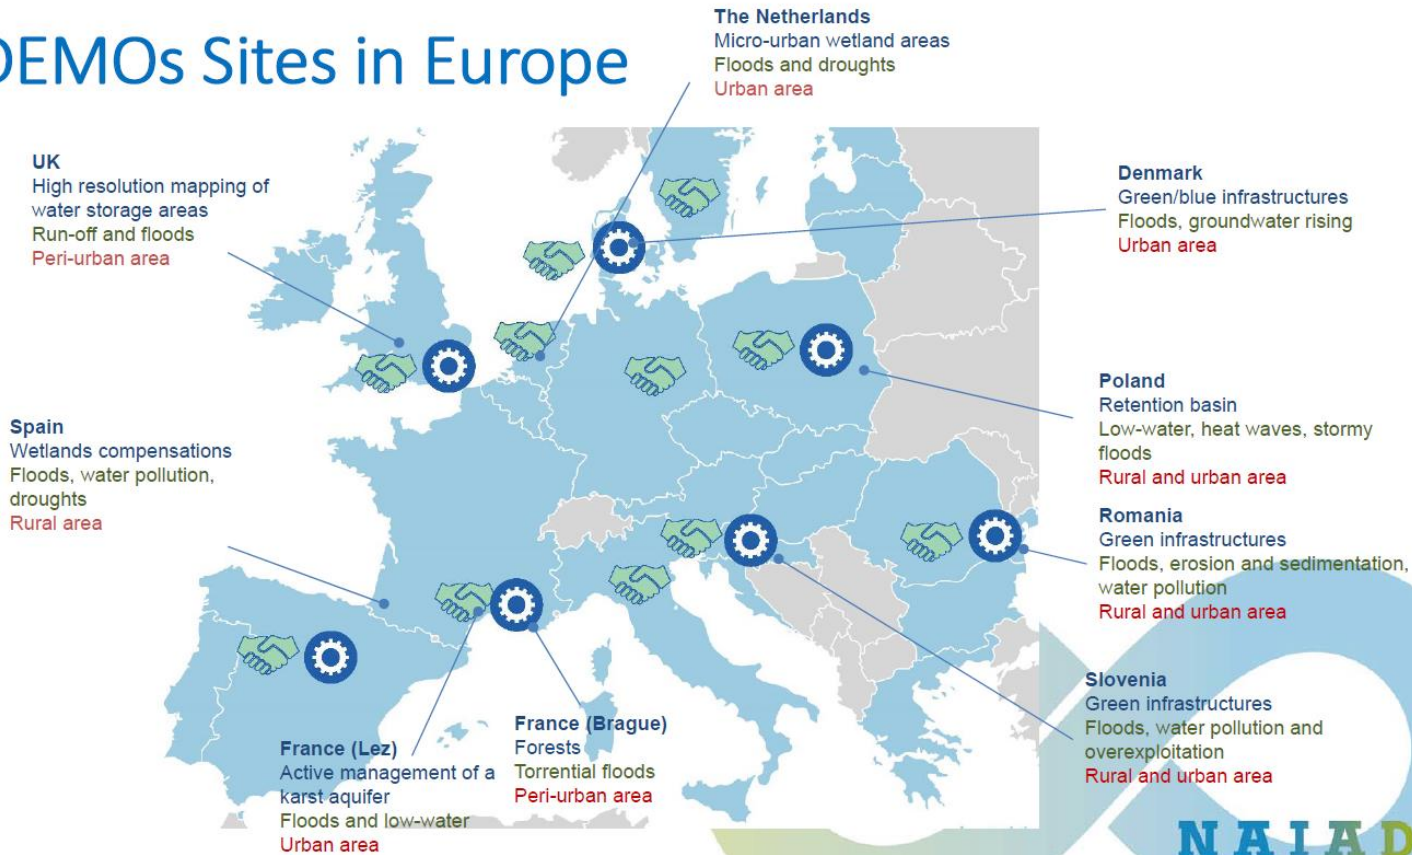 DEMOs Sites in Europe
The Netherlands
Micro-urban wetland areas
Floods and droughts
Urban area
UK
High resolution mapping of
water storage areas
Run-off and floods
Peri-urban area
Denmark
Green/blue infrastructures
Floods, groundwater rising
Urban area
Poland
Retention basin
Low-water, heat waves, stormy
floods
Rural and urban area
Spain
Wetlands compensations
Floods, water pollution,
droughts
Rural area
Romania
Green infrastructures
Floods, erosion and sedimentation,
water pollution
Rural and urban area
Slovenia
Green infrastructures
Floods, water pollution and
overexploitation
Rural and urban area
France (Brague)
Forests
Torrential floods
Peri-urban area
France (Lez)
Active management of a
karst aquifer
Floods and low-water
Urban area
NAIAD